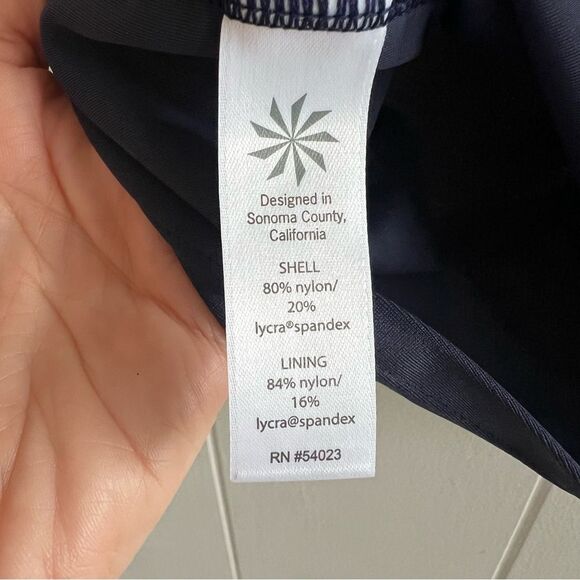 Designed in
Sonoma County,
California
SHELL
80% nylon/
20%
lycra®spandex
LINING
84% nylon/
16%
lycra@spandex
RN #54023